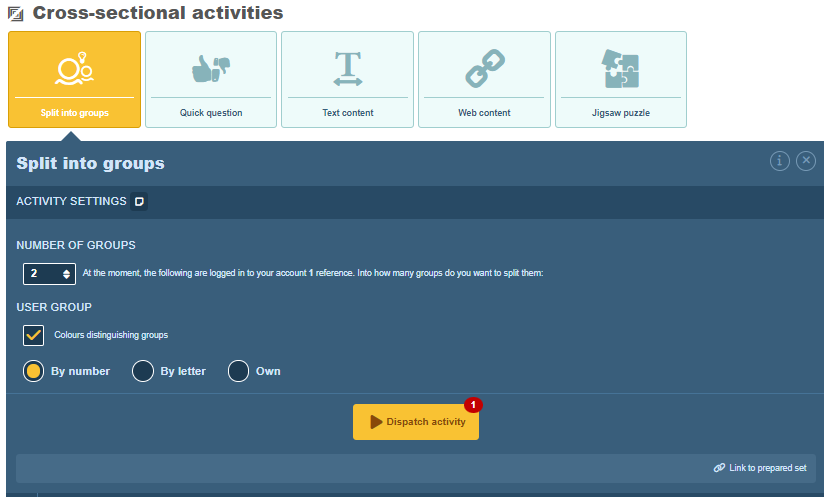 Cross-sectional activities
Split into groups
Quick question
Text content
Web content
Jigsaw puzzle
Split into groups
ACTIVITY SETTINGS
NUMBER OF GROUPS
2 At the moment, the following are logged in to your account 1 reference. Into how many groups do you want to split them:
USER GROUP
Colours distinguishing groups
By number By letter Own
1
Dispatch activity
Link to prepared set